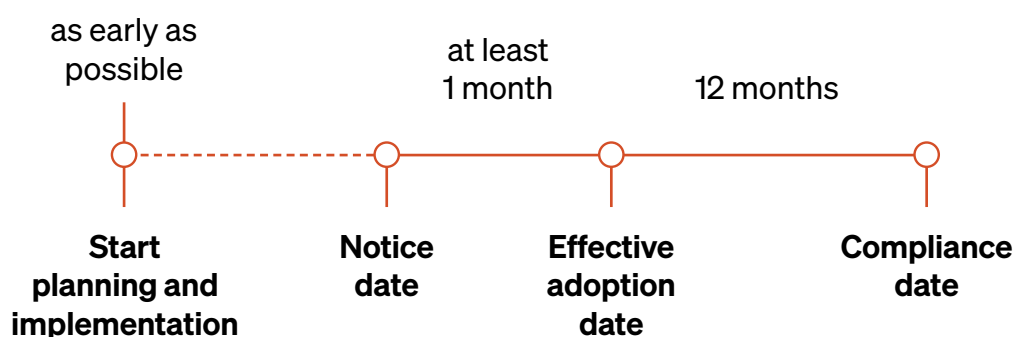 as early as
possible
at least
1 month
12 months
Start
planning and
implementation
Notice
date
Effective
adoption
date
Compliance
date